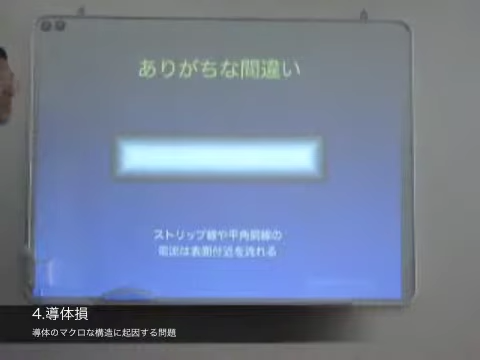 ありがちな間違い
ストリップ線や平角銅線の
電流は表面付近を流れる
4.導体損
導体のマクロな構造に起因する問題